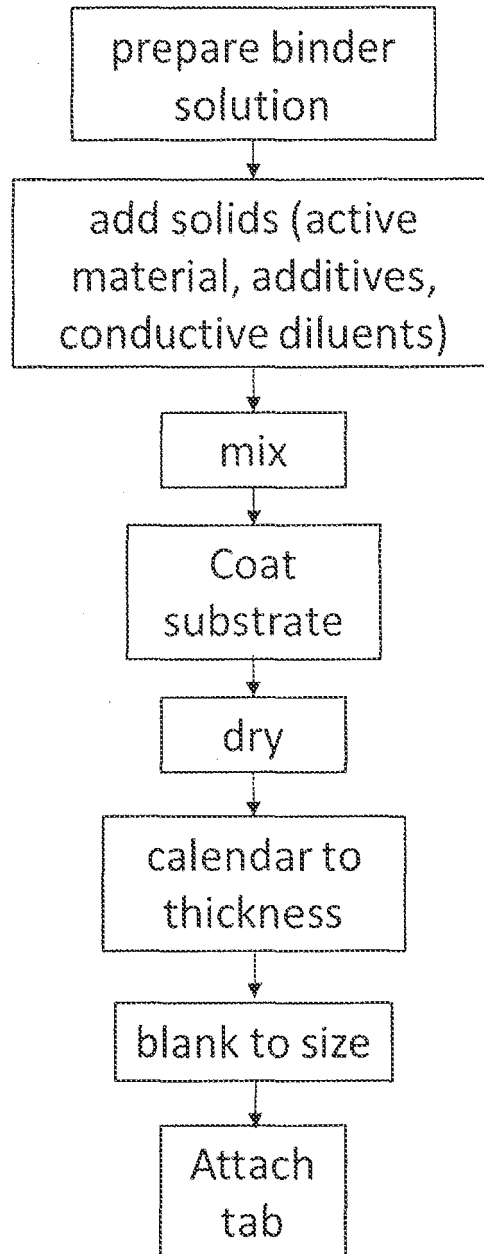 prepare binder
solution
add solids (active
material, additives,
conductive diluents)
mix
Coat
substrate
dry
calendar to
thickness
blank to size
Attach
tab